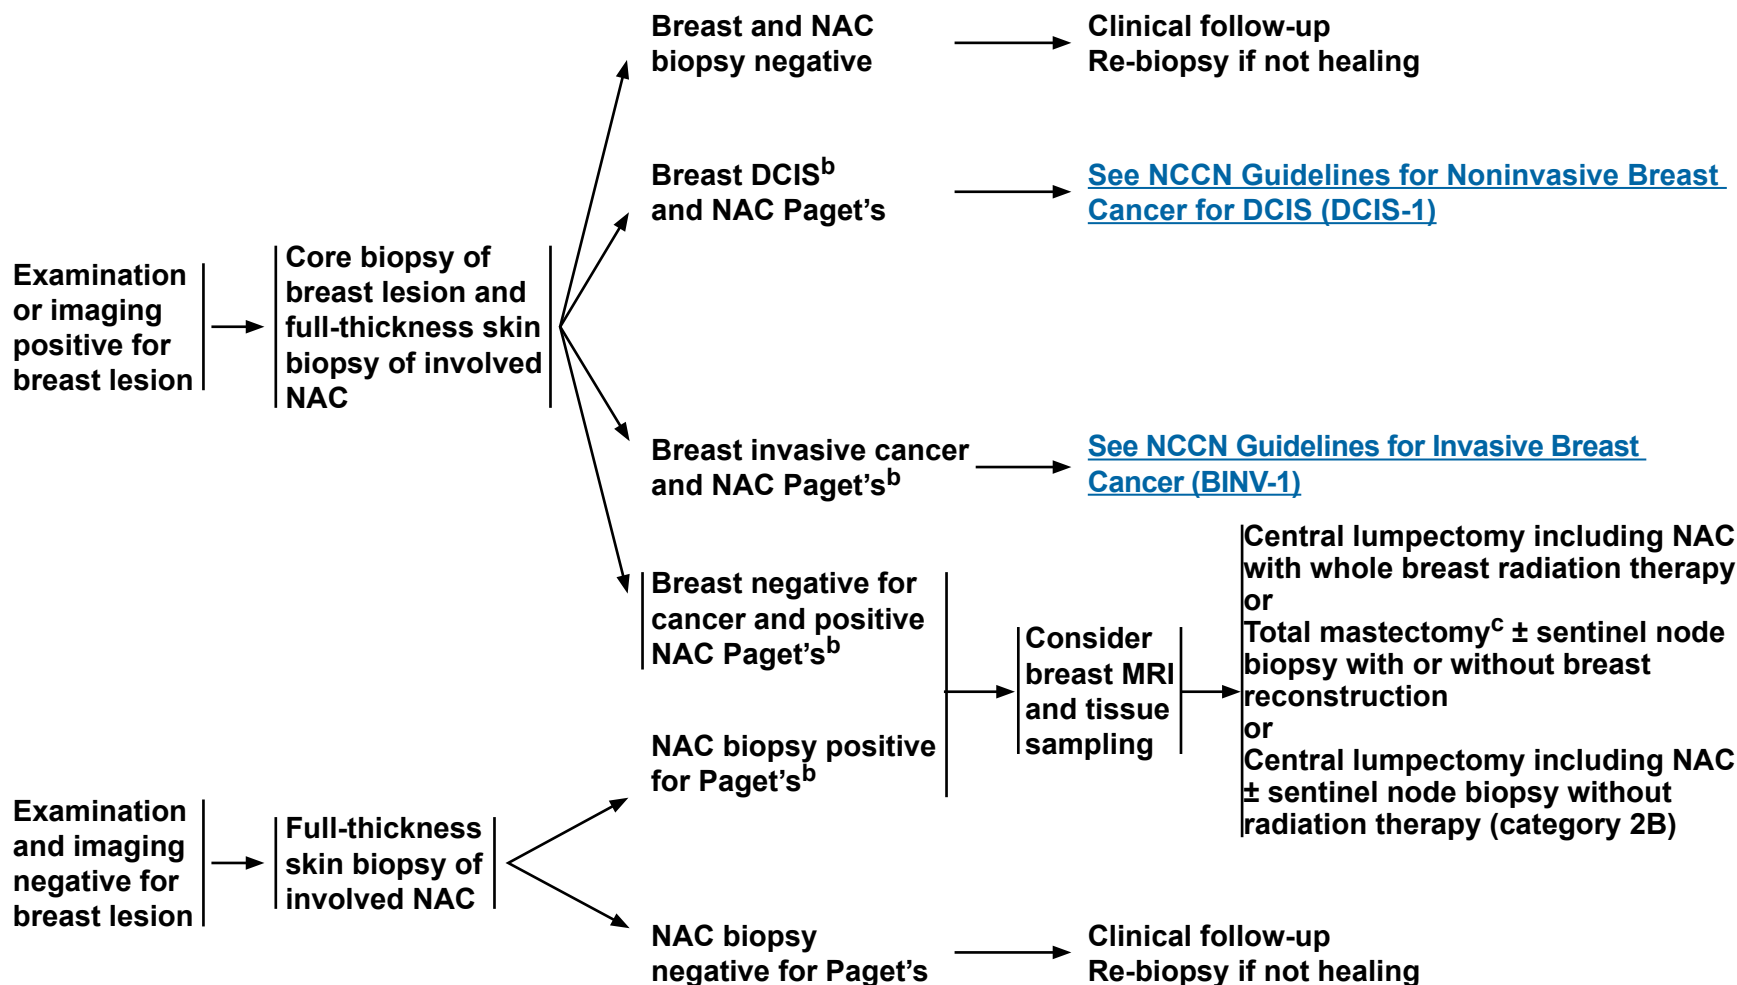 Breast and NAC
biopsy negative
Clinical follow-up
Re-biopsy if not healing
Breast DCISᵇ
and NAC Paget's
See NCCN Guidelines for Noninvasive Breast
Cancer for DCIS (DCIS-1)
Examination
or imaging
positive for
breast lesion
Core biopsy of
breast lesion and
full-thickness skin
biopsy of involved
NAC
Breast invasive cancer
and NAC Paget'sᵇ
See NCCN Guidelines for Invasive Breast
Cancer (BINV-1)
Breast negative for
cancer and positive
NAC Paget'sᵇ
NAC biopsy positive
for Paget'sᵇ
Consider
breast MRI
and tissue
sampling
Central lumpectomy including NAC
with whole breast radiation therapy
or
Total mastectomyᶜ ± sentinel node
biopsy with or without breast
reconstruction
or
Central lumpectomy including NAC
± sentinel node biopsy without
radiation therapy (category 2B)
Examination
and imaging
negative for
breast lesion
Full-thickness
skin biopsy of
involved NAC
NAC biopsy
negative for Paget's
Clinical follow-up
Re-biopsy if not healing